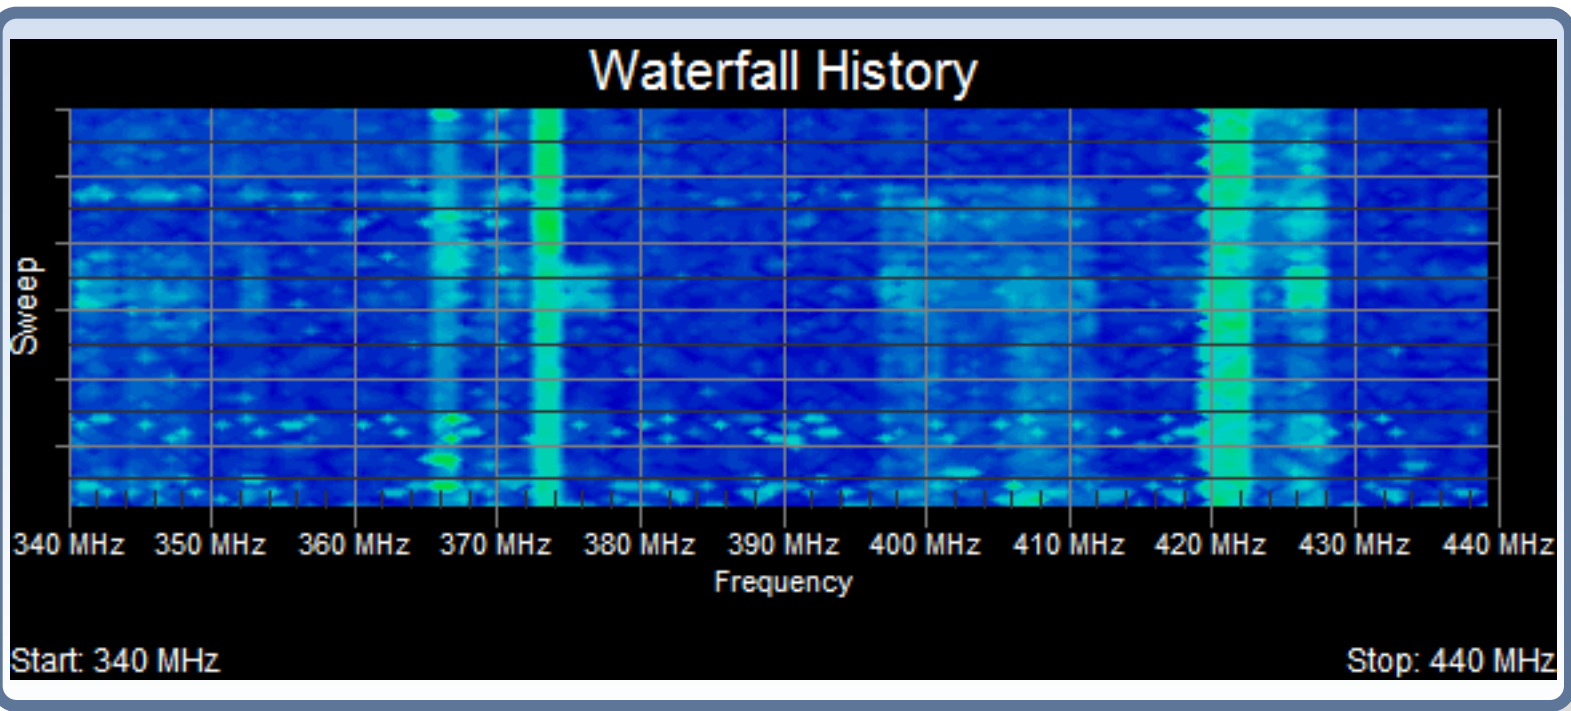 Waterfall History
Sweep
340 MHz 350 MHz 360 MHz 370 MHz 380 MHz 390 MHz 400 MHz 410 MHz 420 MHz 430 MHz 440 MHz
Frequency
Start: 340 MHz Stop: 440 MHz